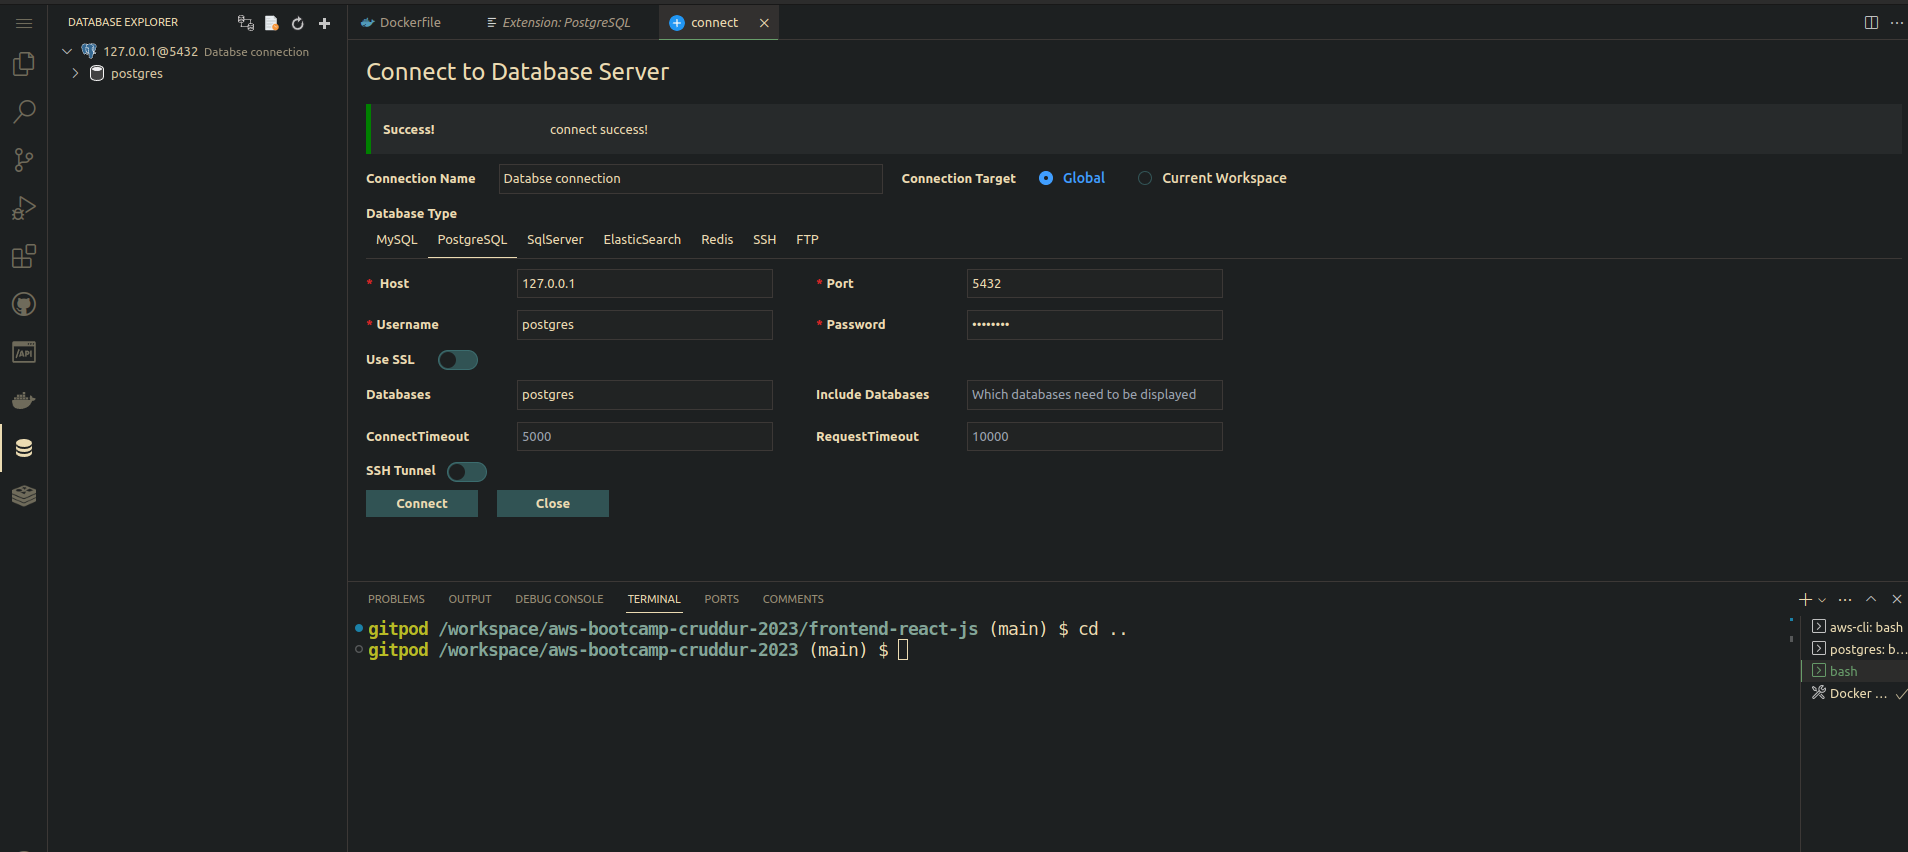 DATABASE EXPLORER
127.0.0.1@5432 Databse connection
postgres
/API
Dockerfile
Extension: PostgreSQL
connect
Connect to Database Server
Success! connect success!
Connection Name Databse connection Connection Target Global Current Workspace
Database Type
MySQL PostgreSQL SqlServer ElasticSearch Redis SSH FTP
* Host 127.0.0.1 * Port 5432
* Username postgres * Password ••••••••
Use SSL
Databases postgres Include Databases Which databases need to be displayed
ConnectTimeout 5000 RequestTimeout 10000
SSH Tunnel
Connect Close
PROBLEMS OUTPUT DEBUG CONSOLE TERMINAL PORTS COMMENTS
gitpod /workspace/aws-bootcamp-cruddur-2023/frontend-react-js (main) $ cd ..
gitpod /workspace/aws-bootcamp-cruddur-2023 (main) $
aws-cli: bash
postgres: b...
bash
Docker ...